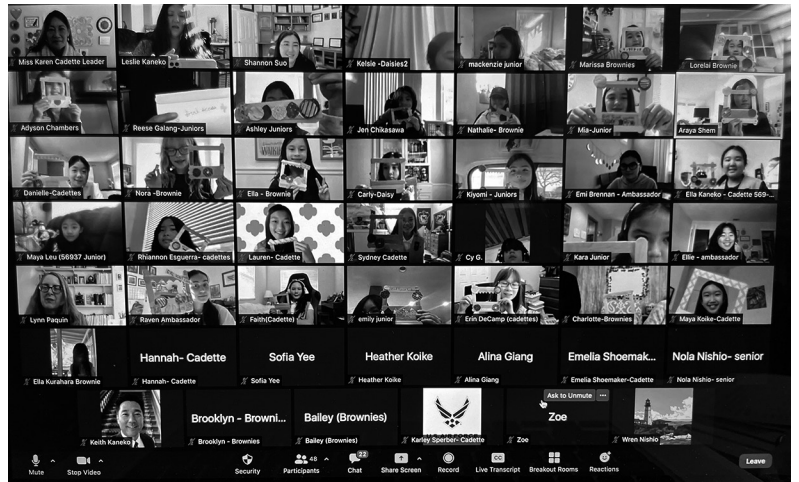 Miss Karen Cadette Leader
Leslie Kaneko
Shannon Suo
Kelsie -Daisies2
mackenzie junior
Marissa Brownies
Lorelai Brownie
Adyson Chambers
Reese Galang-Juniors
Ashley Juniors
Jen Chikasawa
Nathalie- Brownie
Mia-Junior
Araya Shem
Danielle-Cadettes
Nora -Brownie
Ella - Brownie
Carly-Daisy
Kiyomi - Juniors
Emi Brennan - Ambassador
Ella Kaneko - Cadette 569-...
Maya Leu (56937 Junior)
Rhiannon Esguerra- cadettes
Lauren- Cadette
Sydney Cadette
Cy G.
Kara Junior
Ellie - ambassador
Lynn Paquin
Raven Ambassador
Faith(Cadette)
emily junior
Erin DeCamp (cadettes)
Charlotte-Brownies
Maya Koike-Cadette
Ella Kurahara Brownie
Hannah- Cadette
Hannah- Cadette
Sofia Yee
Sofia Yee
Heather Koike
Heather Koike
Alina Giang
Alina Giang
Emelia Shoemak...
Emelia Shoemaker-Cadette
Nola Nishio- senior
Nola Nishio- senior
Keith Kaneko
Brooklyn - Browni...
Brooklyn - Brownies
Bailey (Brownies)
Bailey (Brownies)
Karley Sperber- Cadette
Ask to Unmute ...
Zoe
Zoe
Wren Nishio
Mute
Stop Video
Security
Participants 48
Chat 22
Share Screen
Record
CC Live Transcript
Breakout Rooms
Reactions
Leave